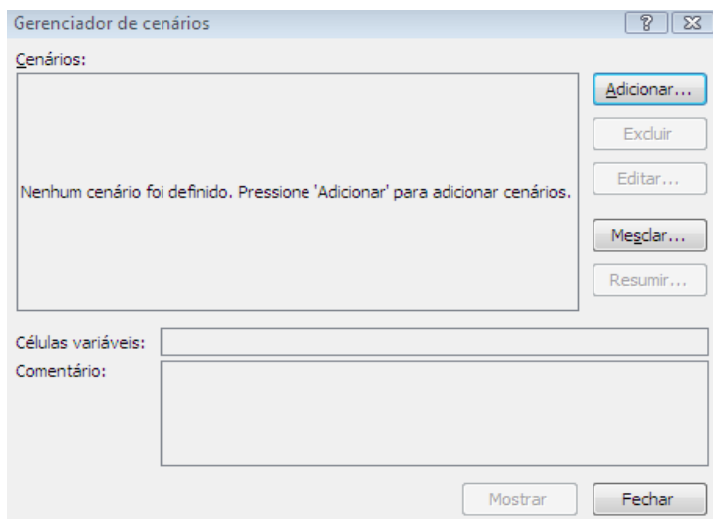 Gerenciador de cenários
Cenários:
Adicionar...
Excluir
Editar...
Nenhum cenário foi definido. Pressione 'Adicionar' para adicionar cenários.
Mesclar...
Resumir...
Células variáveis:
Comentário:
Mostrar
Fechar